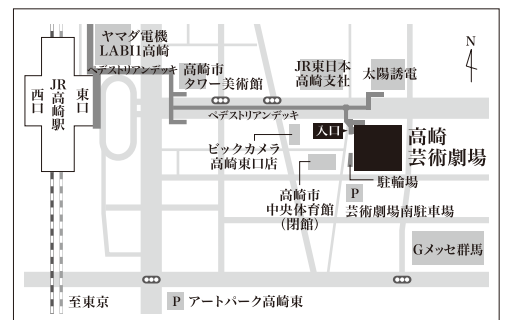 ヤマダ電機
LABI1高崎
ペデストリアンデッキ
高崎市
タワー美術館
JR東日本
高崎支社
太陽誘電
N
西口
JR高崎駅
東口
ペデストリアンデッキ
入口
高崎
芸術劇場
ビックカメラ
高崎東口店
駐輪場
高崎市
中央体育館
（閉館）
P
芸術劇場南駐車場
Gメッセ群馬
至東京
P アートパーク高崎東